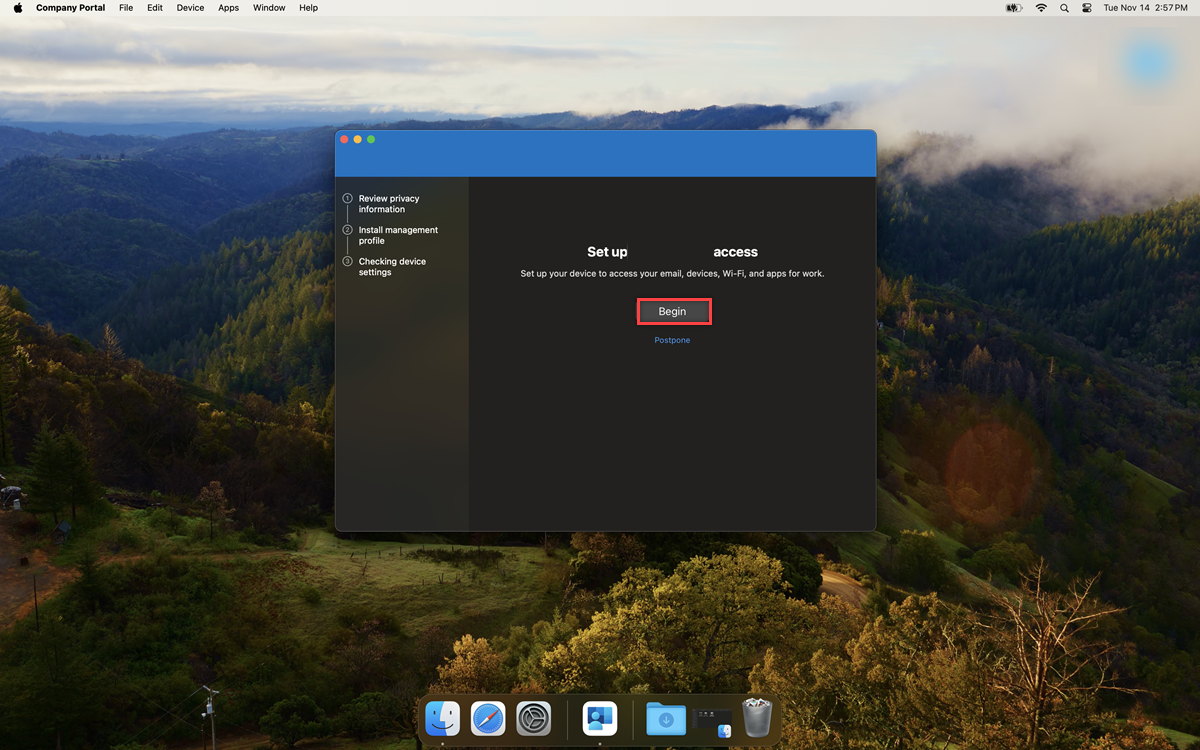 Company Portal File Edit Device Apps Window Help Tue Nov 14 2:57 PM
1 Review privacy
information
2 Install management
profile
3 Checking device
settings
Set up access
Set up your device to access your email, devices, Wi-Fi, and apps for work.
Begin
Postpone